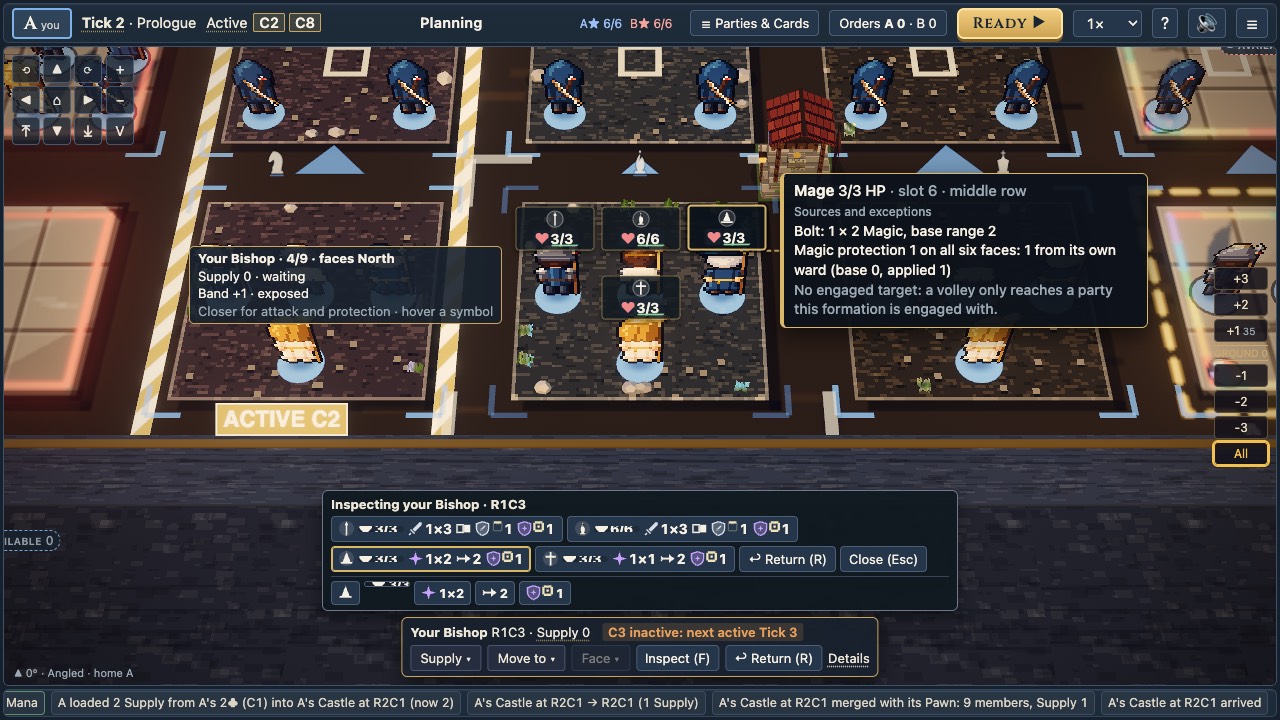 A you
Tick 2 · Prologue Active C2 C8
Planning
A★ 6/6 B★ 6/6
≡ Parties & Cards
Orders A 0 · B 0
READY ▶
1×
?
≡
V
Mage 3/3 HP · slot 6 · middle row
Sources and exceptions
Bolt: 1 × 2 Magic, base range 2
Magic protection 1 on all six faces: 1 from its own
ward (base 0, applied 1)
No engaged target: a volley only reaches a party
this formation is engaged with.
3/3
6/6
3/3
3/3
Your Bishop · 4/9 · faces North
Supply 0 · waiting
Band +1 · exposed
Closer for attack and protection · hover a symbol
+3
+2
+1 35
-1
-2
-3
All
ACTIVE C2
ILABLE 0
Inspecting your Bishop · R1C3
1×3 1 1
1×3 1 1
1×2 2 1
1×1 2 1
↩ Return (R)
Close (Esc)
1×2
2
1
Your Bishop R1C3 · Supply 0 C3 inactive: next active Tick 3
Supply ▾
Move to ▾
Face ▾
Inspect (F)
↩ Return (R)
Details
▲ 0° · Angled · home A
Mana
A loaded 2 Supply from A's 2♣ (C1) into A's Castle at R2C1 (now 2)
A's Castle at R2C1 → R2C1 (1 Supply)
A's Castle at R2C1 merged with its Pawn: 9 members, Supply 1
A's Castle at R2C1 arrived